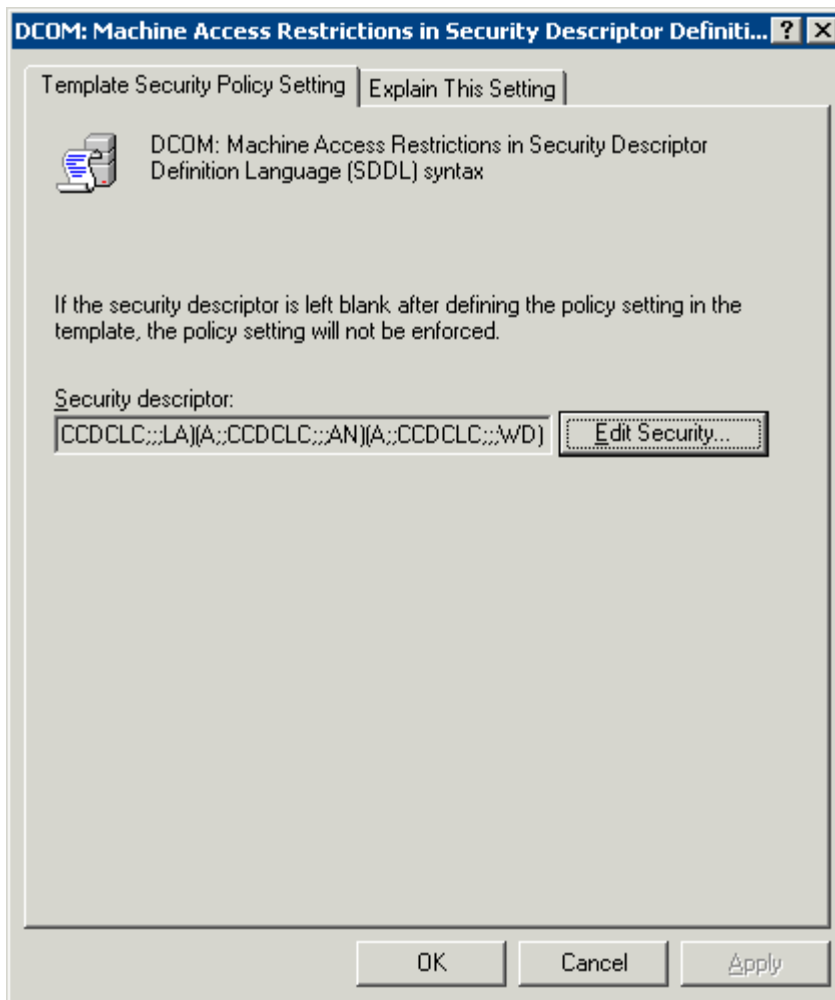 DCOM: Machine Access Restrictions in Security Descriptor Definiti...
Template Security Policy Setting
Explain This Setting
DCOM: Machine Access Restrictions in Security Descriptor
Definition Language (SDDL) syntax
If the security descriptor is left blank after defining the policy setting in the
template, the policy setting will not be enforced.
Security descriptor:
CCDCLC;;;LA)(A;;CCDCLC;;;AN)(A;;CCDCLC;;;WD)
Edit Security...
OK
Cancel
Apply